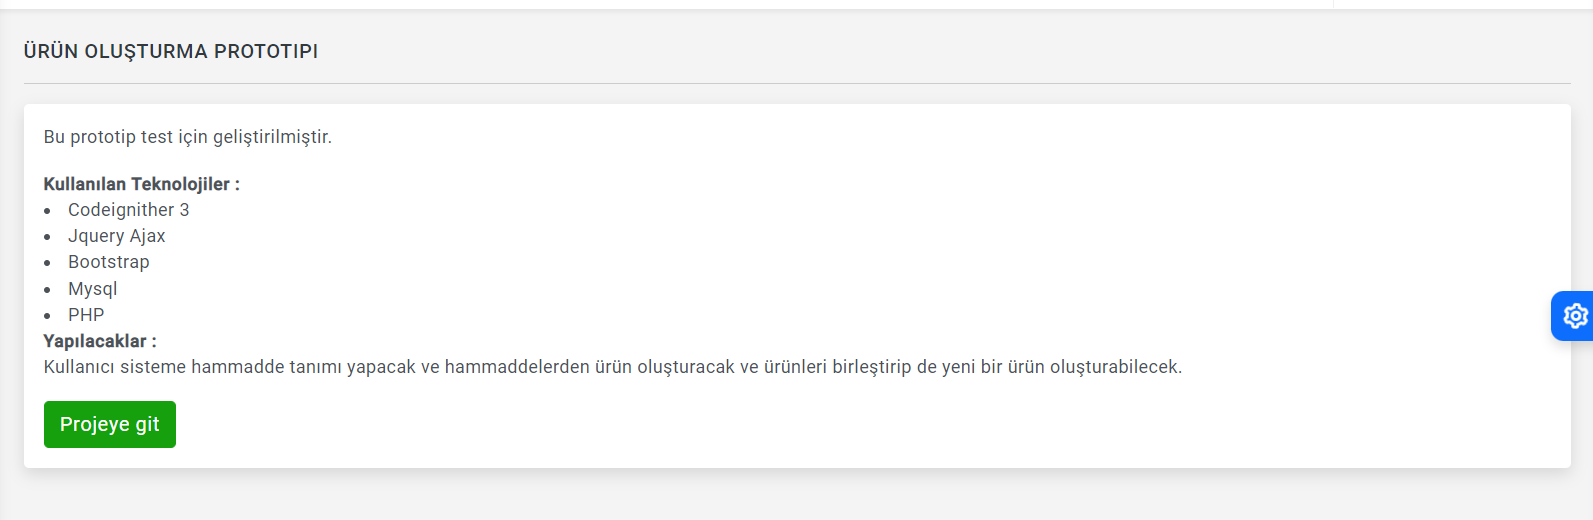 ÜRÜN OLUŞTURMA PROTOTIPI
Bu prototip test için geliştirilmiştir.
Kullanılan Teknolojiler :
Codeignither 3
Jquery Ajax
Bootstrap
Mysql
PHP
Yapılacaklar :
Kullanıcı sisteme hammadde tanımı yapacak ve hammaddelerden ürün oluşturacak ve ürünleri birleştirip de yeni bir ürün oluşturabilecek.
Projeye git